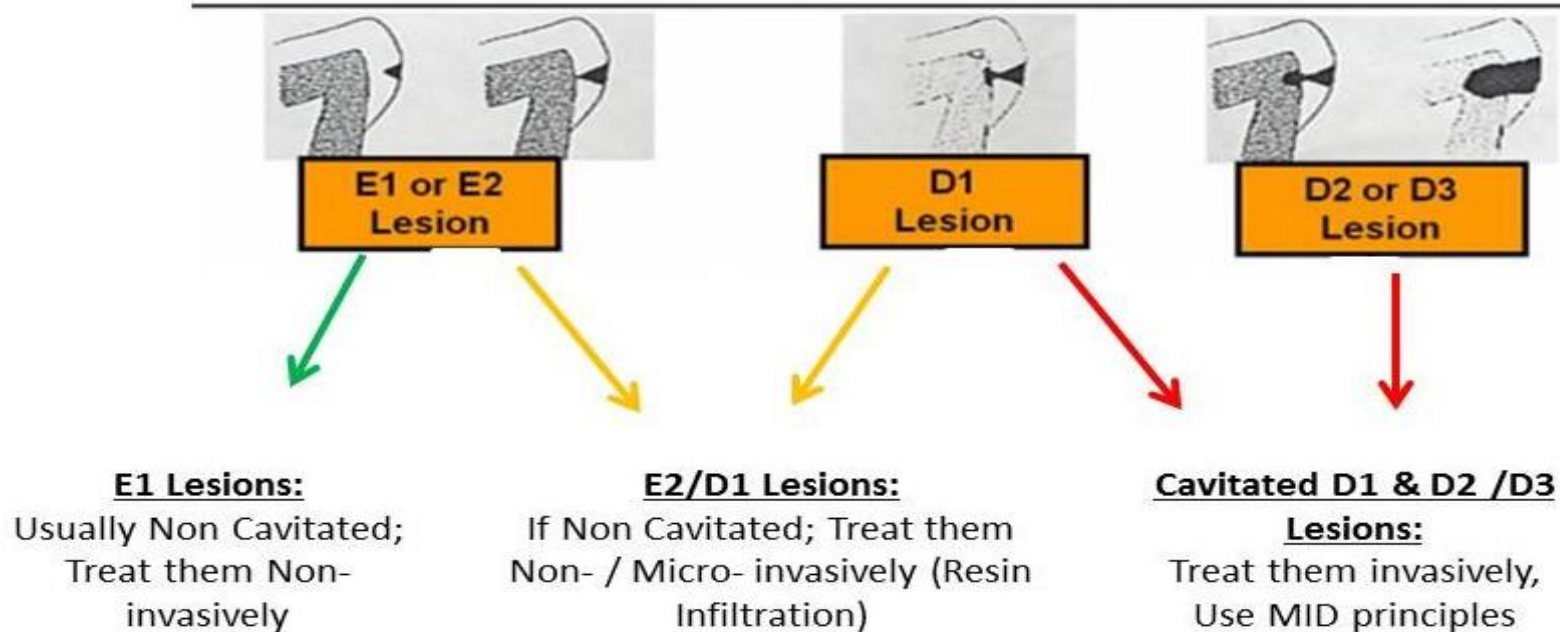 E1 or E2
Lesion
D1
Lesion
D2 or D3
Lesion
E1 Lesions:
Usually Non Cavitated;
Treat them Non-
invasively
E2/D1 Lesions:
If Non Cavitated; Treat them
Non- / Micro- invasively (Resin
Infiltration)
Cavitated D1 & D2 /D3
Lesions:
Treat them invasively,
Use MID principles